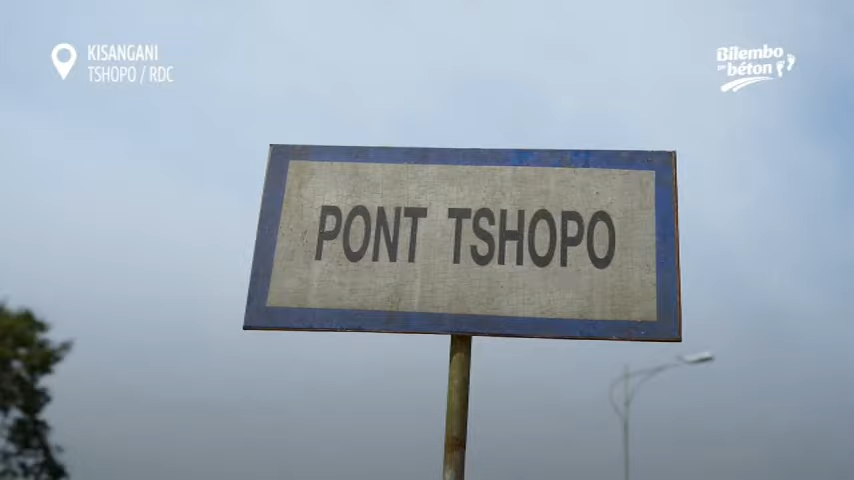 KISANGANI
TSHOPO / RDC
Bilembo
béton
PONT TSHOPO